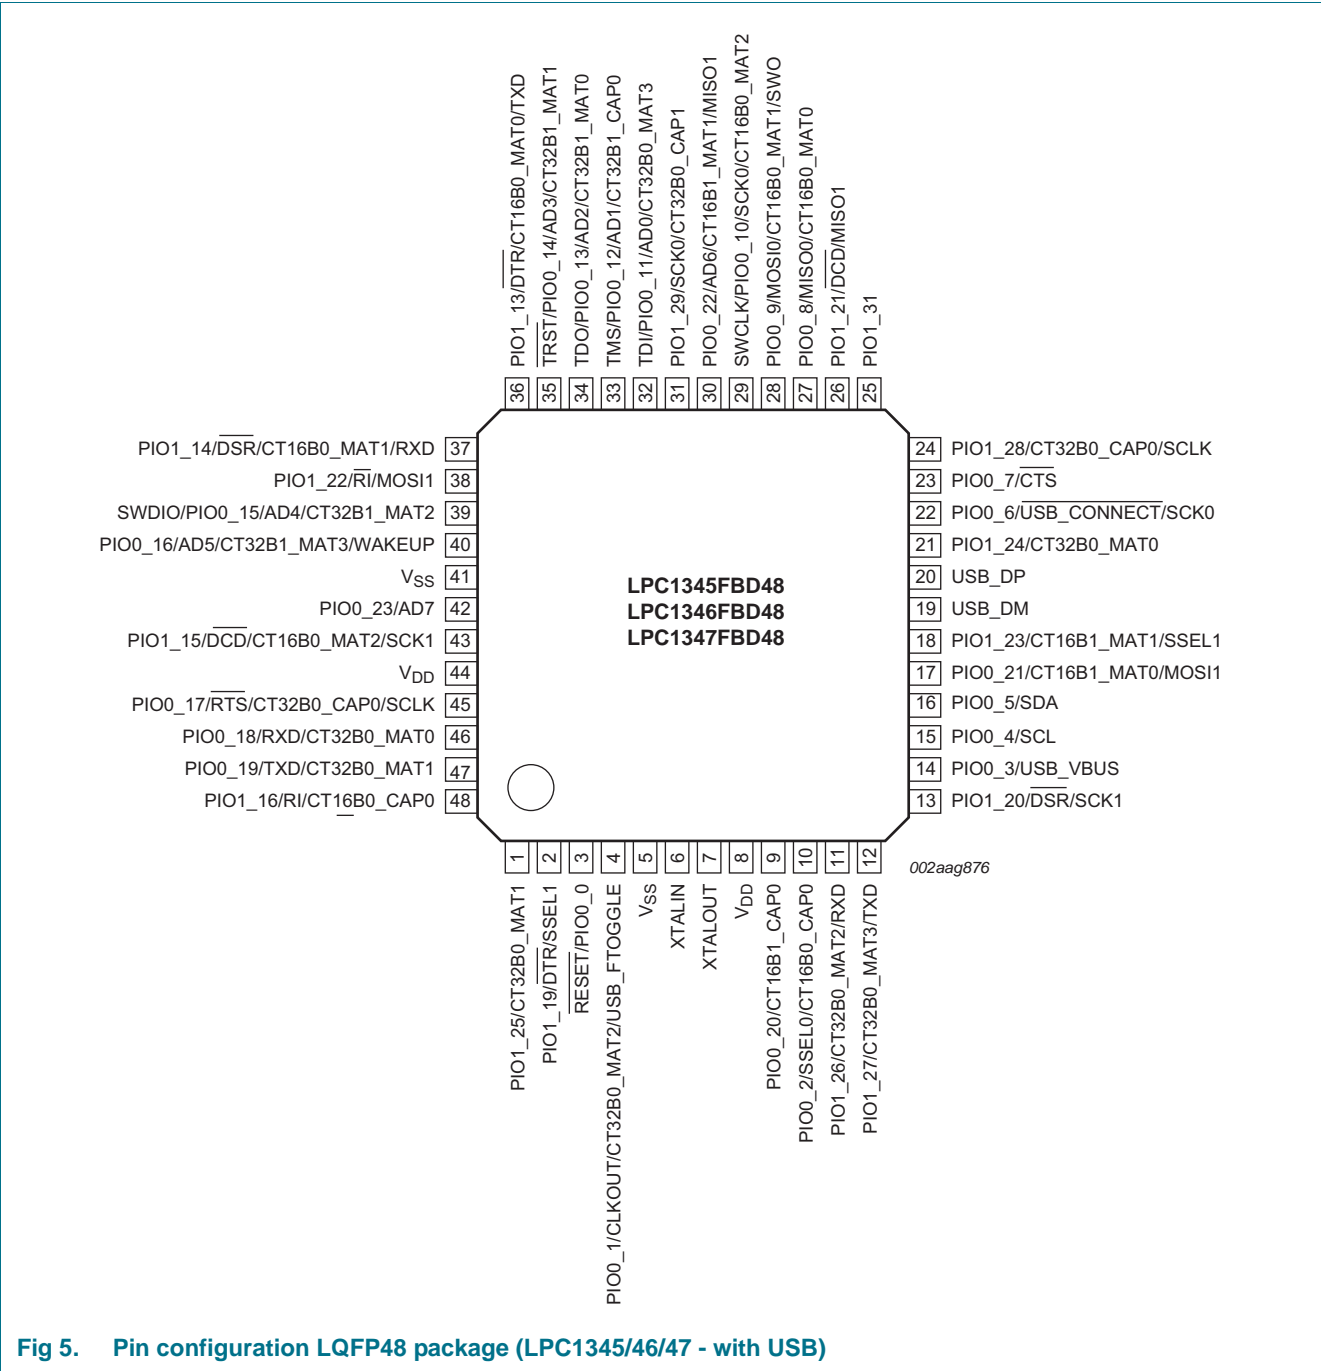 PIO1_13/DTR/CT16B0_MAT0/TXD
TRST/PIO0_14/AD3/CT32B1_MAT1
TDO/PIO0_13/AD2/CT32B1_MAT0
TMS/PIO0_12/AD1/CT32B1_CAP0
TDI/PIO0_11/AD0/CT32B0_MAT3
PIO1_29/SCK0/CT32B0_CAP1
PIO0_22/AD6/CT16B1_MAT1/MISO1
SWCLK/PIO0_10/SCK0/CT16B0_MAT2
PIO0_9/MOSI0/CT16B0_MAT1/SWO
PIO0_8/MISO0/CT16B0_MAT0
PIO1_21/DCD/MISO1
PIO1_31
36 35 34 33 32 31 30 29 28 27 26 25
PIO1_14/DSR/CT16B0_MAT1/RXD 37
PIO1_22/RI/MOSI1 38
SWDIO/PIO0_15/AD4/CT32B1_MAT2 39
PIO0_16/AD5/CT32B1_MAT3/WAKEUP 40
VSS 41
PIO0_23/AD7 42
PIO1_15/DCD/CT16B0_MAT2/SCK1 43
VDD 44
PIO0_17/RTS/CT32B0_CAP0/SCLK 45
PIO0_18/RXD/CT32B0_MAT0 46
PIO0_19/TXD/CT32B0_MAT1 47
PIO1_16/RI/CT16B0_CAP0 48
LPC1345FBD48
LPC1346FBD48
LPC1347FBD48
24 PIO1_28/CT32B0_CAP0/SCLK
23 PIO0_7/CTS
22 PIO0_6/USB_CONNECT/SCK0
21 PIO1_24/CT32B0_MAT0
20 USB_DP
19 USB_DM
18 PIO1_23/CT16B1_MAT1/SSEL1
17 PIO0_21/CT16B1_MAT0/MOSI1
16 PIO0_5/SDA
15 PIO0_4/SCL
14 PIO0_3/USB_VBUS
13 PIO1_20/DSR/SCK1
1 2 3 4 5 6 7 8 9 10 11 12
PIO1_25/CT32B0_MAT1
PIO1_19/DTR/SSEL1
RESET/PIO0_0
PIO0_1/CLKOUT/CT32B0_MAT2/USB_FTOGGLE
VSS
XTALIN
XTALOUT
VDD
PIO0_20/CT16B1_CAP0
PIO0_2/SSEL0/CT16B0_CAP0
PIO1_26/CT32B0_MAT2/RXD
PIO1_27/CT32B0_MAT3/TXD
002aag876
Fig 5. Pin configuration LQFP48 package (LPC1345/46/47 - with USB)